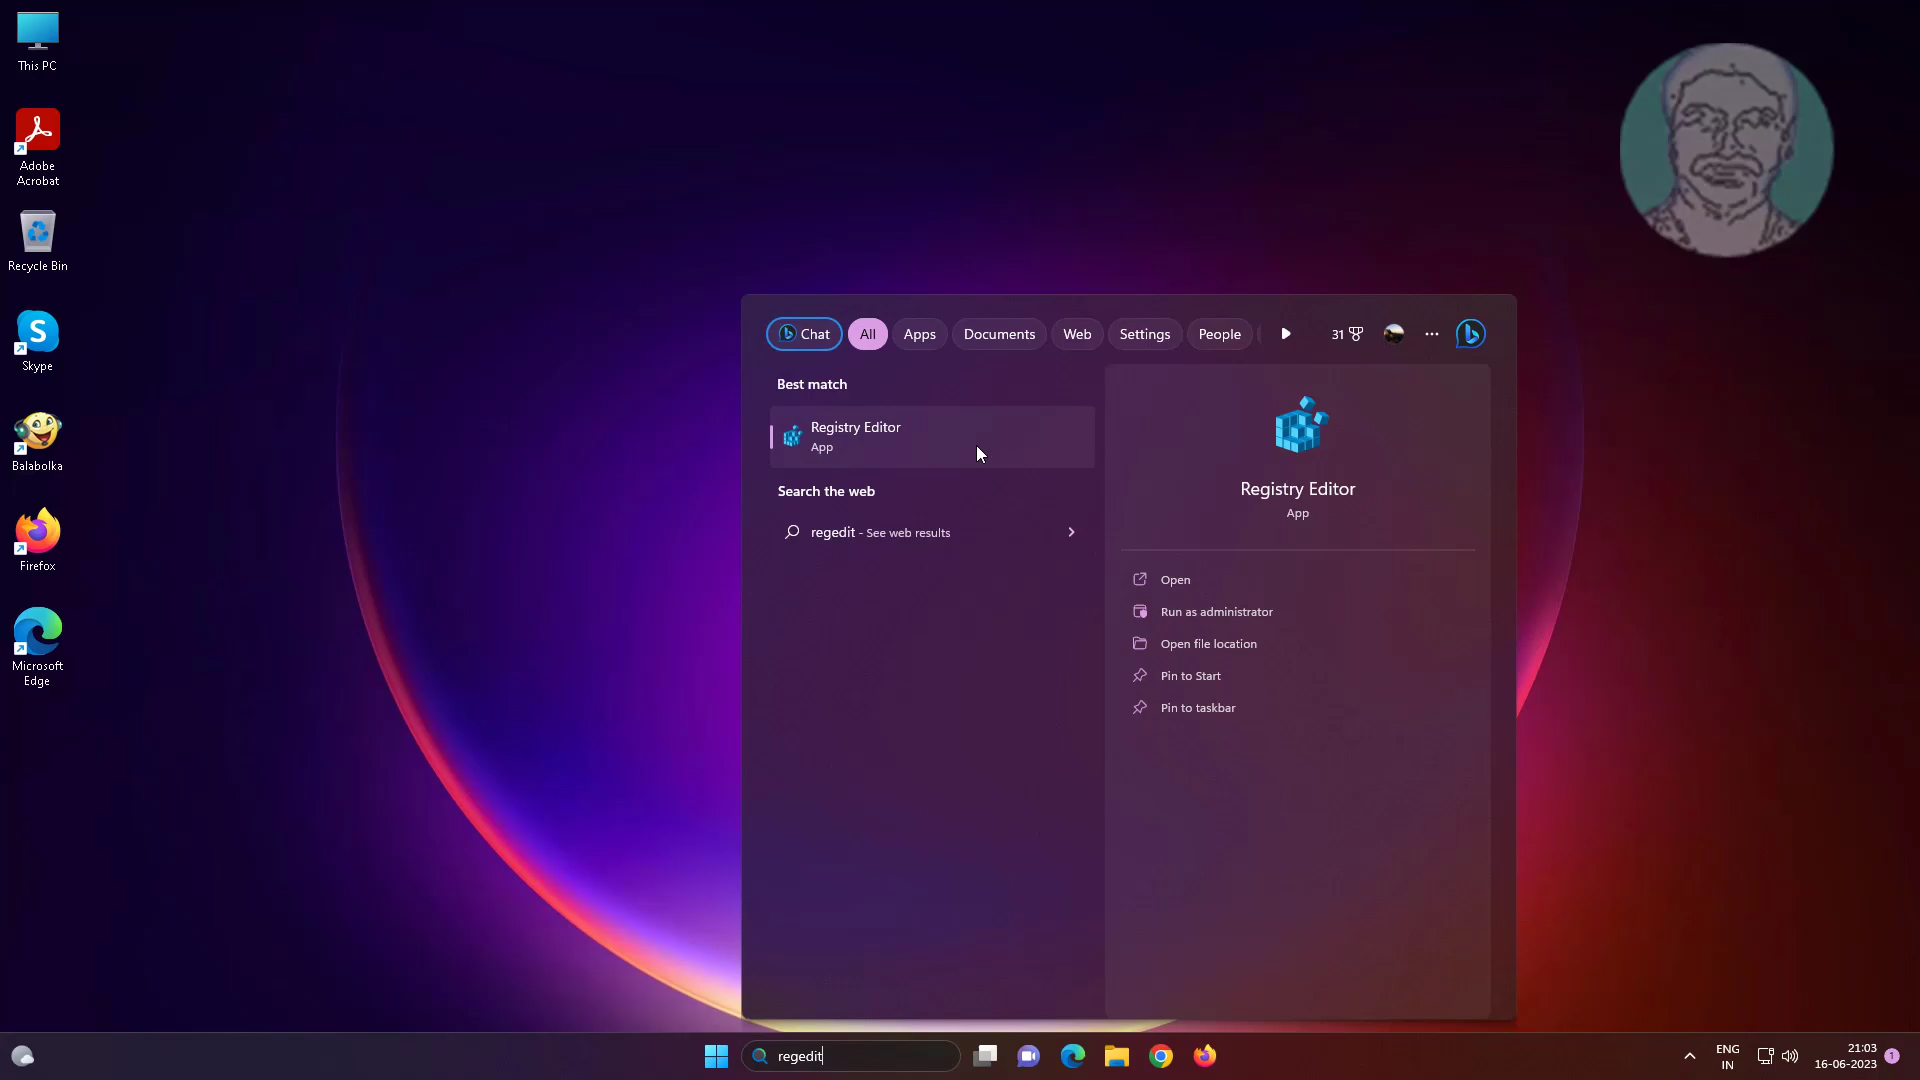 This PC
Adobe
Acrobat
Recycle Bin
Skype
Balabolka
Firefox
Microsoft
Edge
Chat
All
Apps
Documents
Web
Settings
People
31
Best match
Registry Editor
App
Search the web
regedit - See web results
Registry Editor
App
Open
Run as administrator
Open file location
Pin to Start
Pin to taskbar
regedit
ENG
IN
21:03
16-06-2023
1